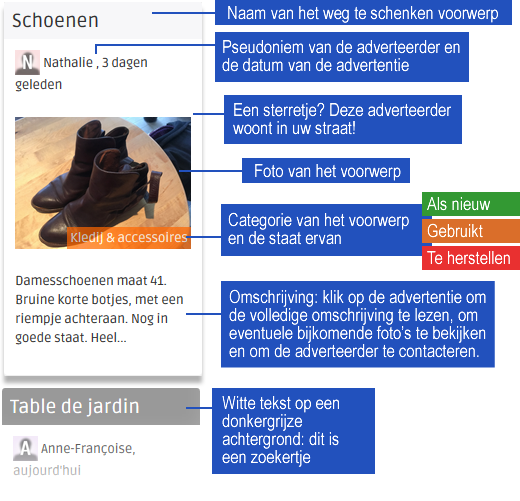 Schoenen
Naam van het weg te schenken voorwerp
N Nathalie , 3 dagen
geleden
Pseudoniem van de adverteerder en
de datum van de advertentie
Een sterretje? Deze adverteerder
woont in uw straat!
Foto van het voorwerp
Kledij & accessoires
Categorie van het voorwerp
en de staat ervan
Als nieuw
Gebruikt
Te herstellen
Damesschoenen maat 41.
Bruine korte botjes, met een
riempje achteraan. Nog in
goede staat. Heel...
Omschrijving: klik op de advertentie om
de volledige omschrijving te lezen, om
eventuele bijkomende foto's te bekijken
en om de adverteerder te contacteren.
Table de jardin
Witte tekst op een
donkergrijze
achtergrond: dit is
een zoekertje
A Anne-Françoise,
aujourd'hui